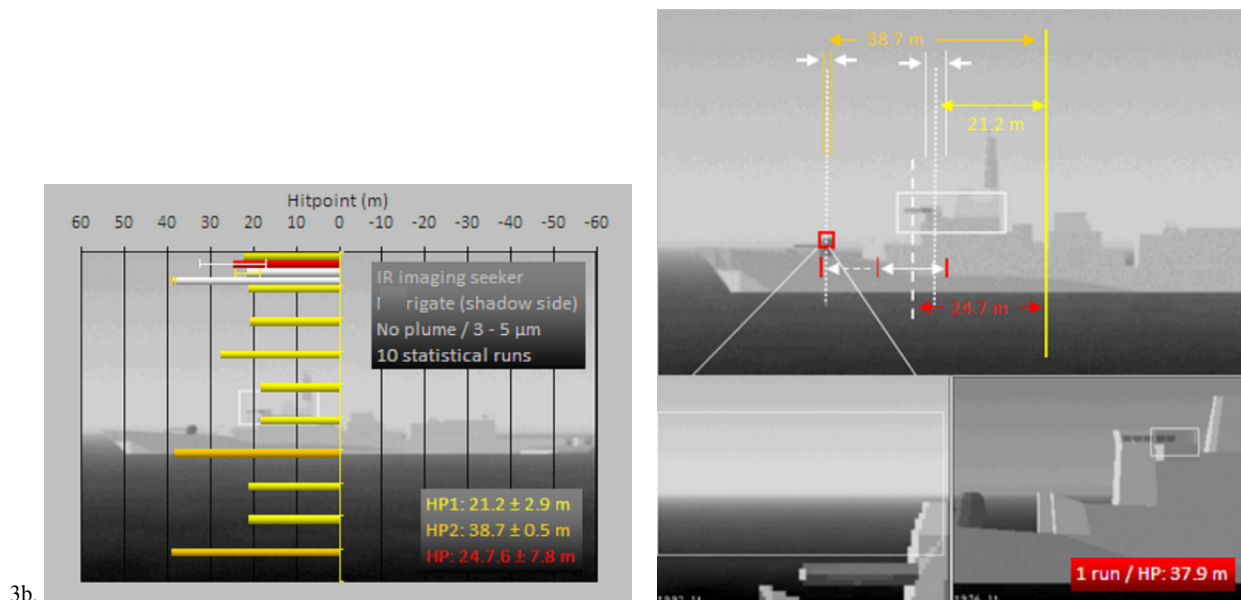 Hitpoint (m)
60 50 40 30 20 10 0 -10 -20 -30 -40 -50 -60
IR imaging seeker
rigate (shadow side)
No plume / 3 - 5 µm
10 statistical runs
HP1: 21.2 ± 2.9 m
HP2: 38.7 ± 0.5 m
HP: 24.7.6 ± 7.8 m
3b.
38.7 m
21.2 m
24.7 m
1 run / HP: 37.9 m